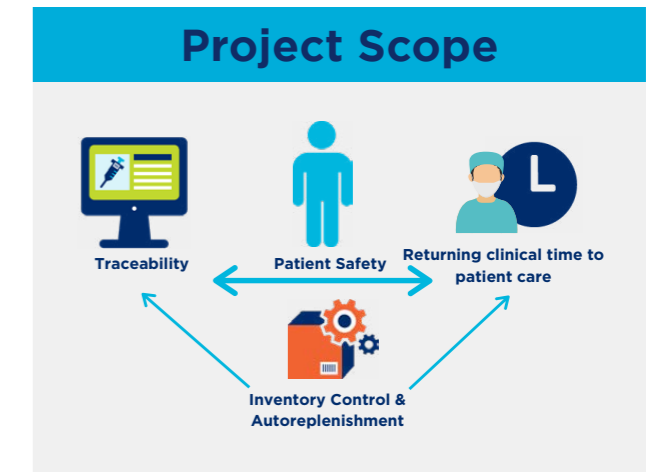 Project Scope
Traceability
Patient Safety
Returning clinical time to
patient care
Inventory Control &
Autoreplenishment